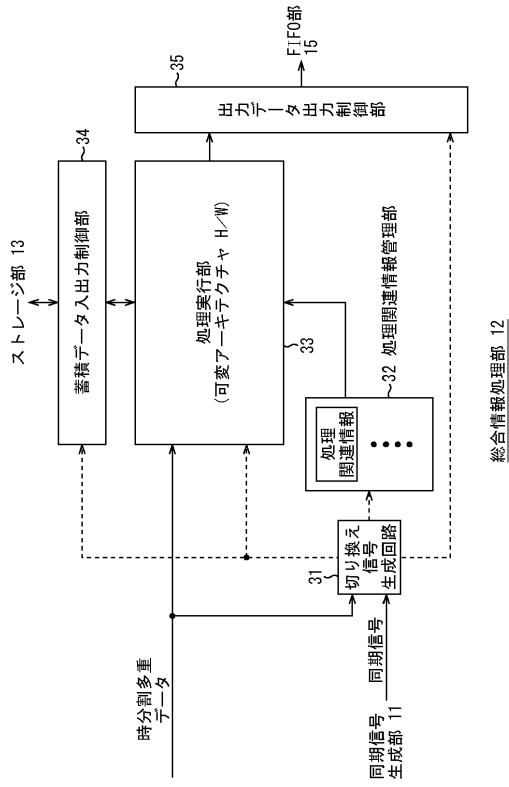 ストレージ部 13
34
蓄積データ入出力制御部
35
FIFO部
15
出力データ出力制御部
処理実行部
(可変アーキテクチャ H/W)
33
時分割多重
データ
32
処理関連情報管理部
処理
関連情報
31
切り換え
信号
生成回路
同期信号
同期信号
生成部 11
総合情報処理部 12